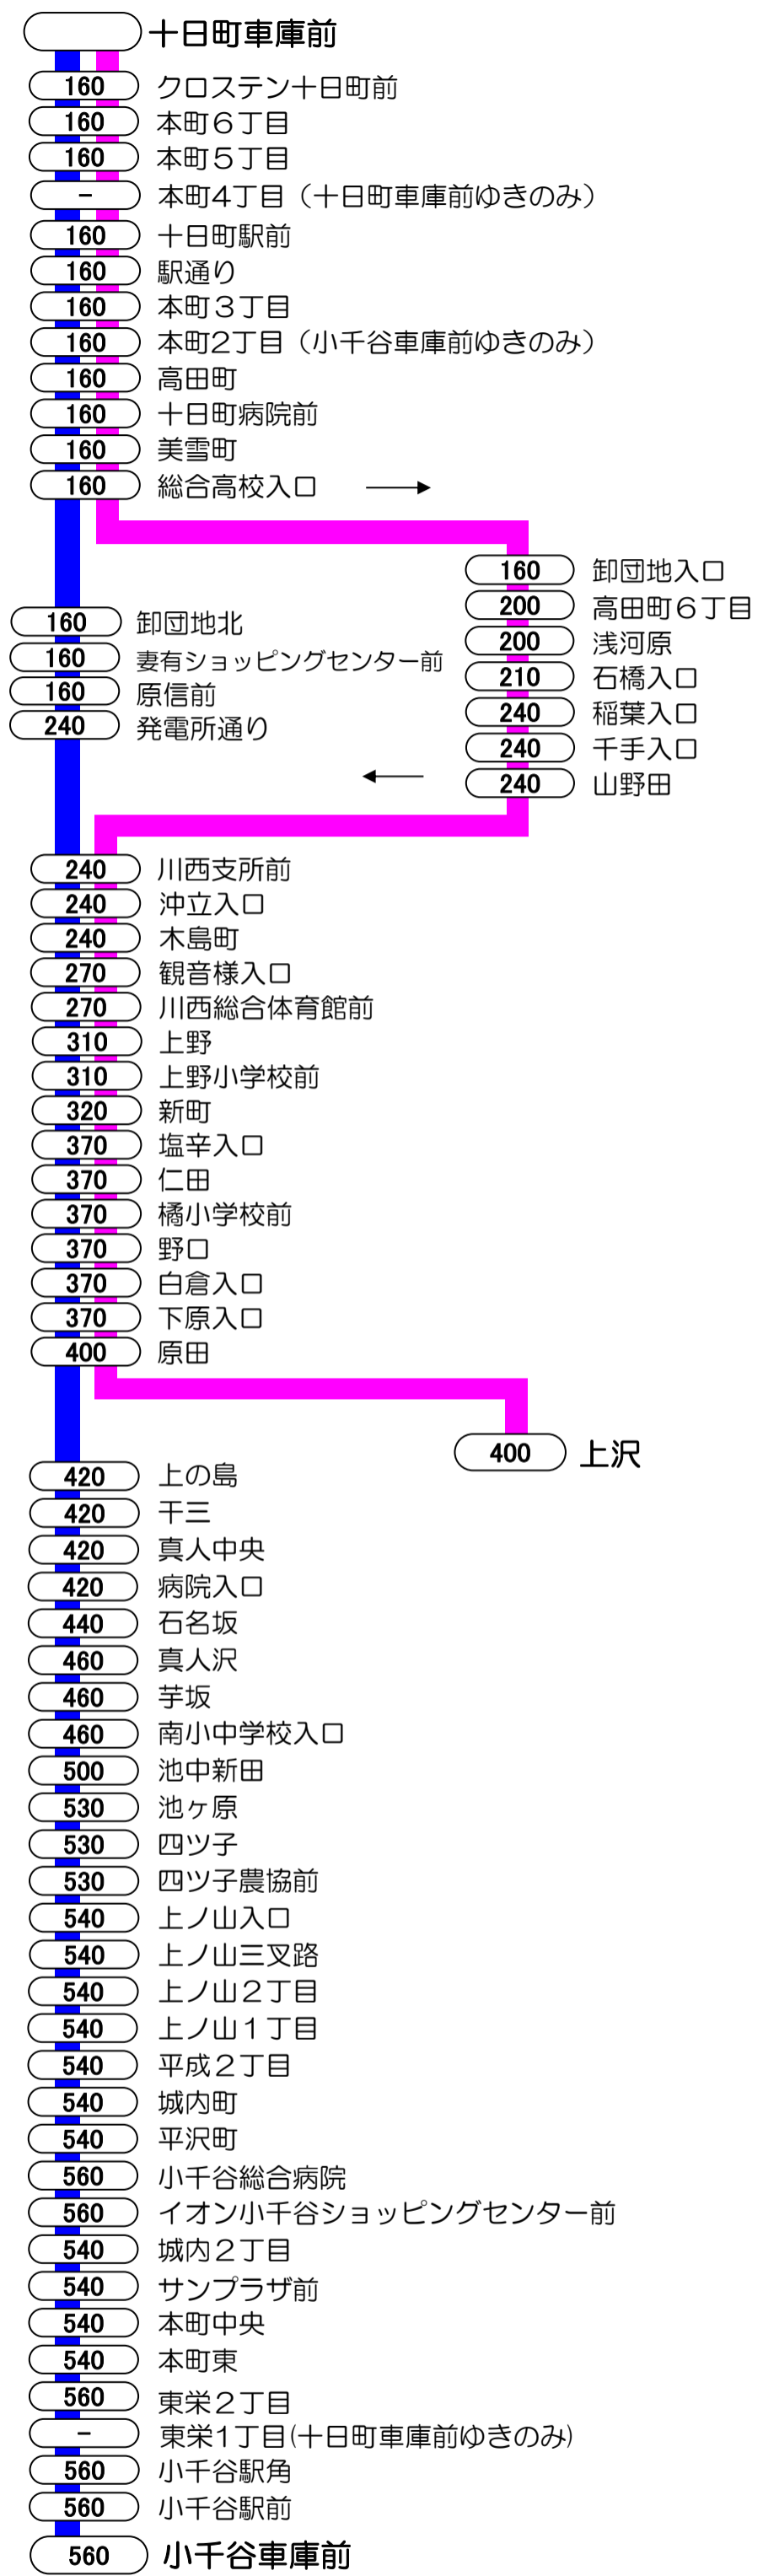 十日町車庫前
160 クロステン十日町前
160 本町６丁目
160 本町５丁目
- 本町4丁目（十日町車庫前ゆきのみ）
160 十日町駅前
160 駅通り
160 本町３丁目
160 本町2丁目（小千谷車庫前ゆきのみ）
160 高田町
160 十日町病院前
160 美雪町
160 総合高校入口 →
160 卸団地入口
200 高田町６丁目
200 浅河原
210 石橋入口
240 稲葉入口
240 千手入口
240 山野田
←
160 卸団地北
160 妻有ショッピングセンター前
160 原信前
240 発電所通り
240 川西支所前
240 沖立入口
240 木島町
270 観音様入口
270 川西総合体育館前
310 上野
310 上野小学校前
320 新町
370 塩辛入口
370 仁田
370 橘小学校前
370 野口
370 白倉入口
370 下原入口
400 原田
400 上沢
420 上の島
420 干三
420 真人中央
420 病院入口
440 石名坂
460 真人沢
460 芋坂
460 南小中学校入口
500 池中新田
530 池ヶ原
530 四ツ子
530 四ツ子農協前
540 上ノ山入口
540 上ノ山三叉路
540 上ノ山２丁目
540 上ノ山１丁目
540 平成２丁目
540 城内町
540 平沢町
560 小千谷総合病院
560 イオン小千谷ショッピングセンター前
540 城内２丁目
540 サンプラザ前
540 本町中央
540 本町東
560 東栄２丁目
- 東栄1丁目(十日町車庫前ゆきのみ)
560 小千谷駅角
560 小千谷駅前
560 小千谷車庫前